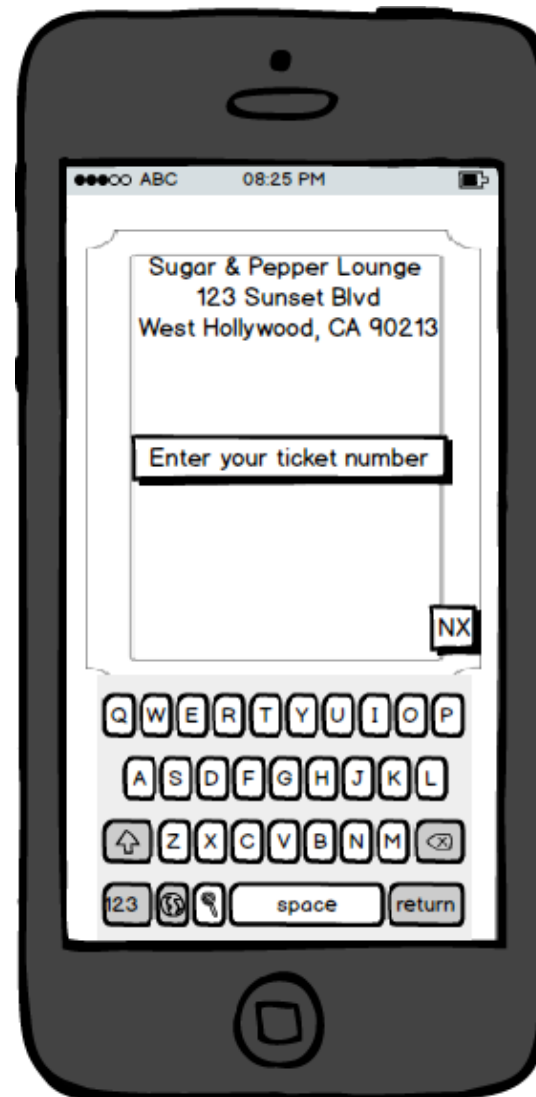 ABC 08:25 PM
Sugar & Pepper Lounge
123 Sunset Blvd
West Hollywood, CA 90213
Enter your ticket number
NX
Q W E R T Y U I O P
A S D F G H J K L
Z X C V B N M
123 space return